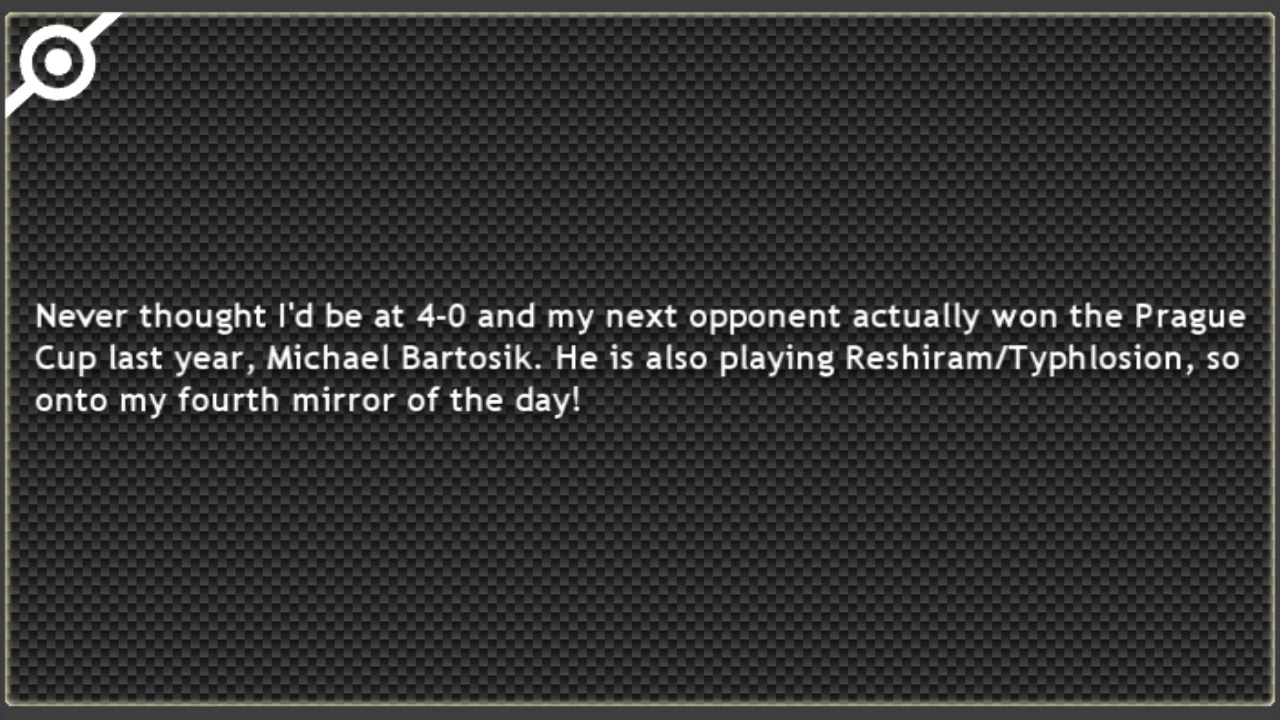 Never thought I'd be at 4-0 and my next opponent actually won the Prague
Cup last year, Michael Bartosik. He is also playing Reshiram/Typhlosion, so
onto my fourth mirror of the day!